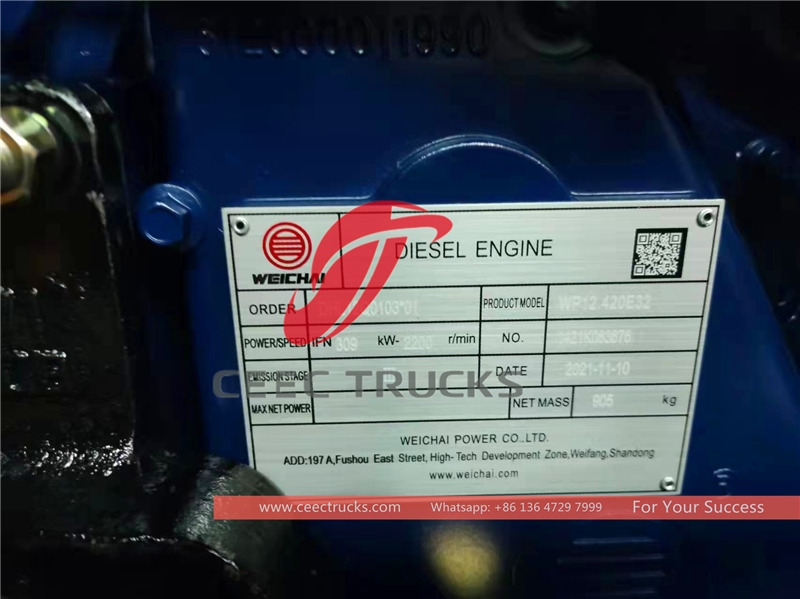 DIESEL ENGINE
WEICHAI
ORDER PRODUCT MODEL WP12.420E32
POWER/SPEED IFN 309 kW- 2200 r/min NO.
EMISSION STAGE DATE 2021-11-10
MAX NET POWER NET MASS 905 kg
CEEC TRUCKS
WEICHAI POWER CO.,LTD.
ADD:197 A,Fushou East Street, High-Tech Development Zone,Weifang,Shandong
www.weichai.com
www.ceectrucks.com Whatsapp: +86 136 4729 7999 For Your Success